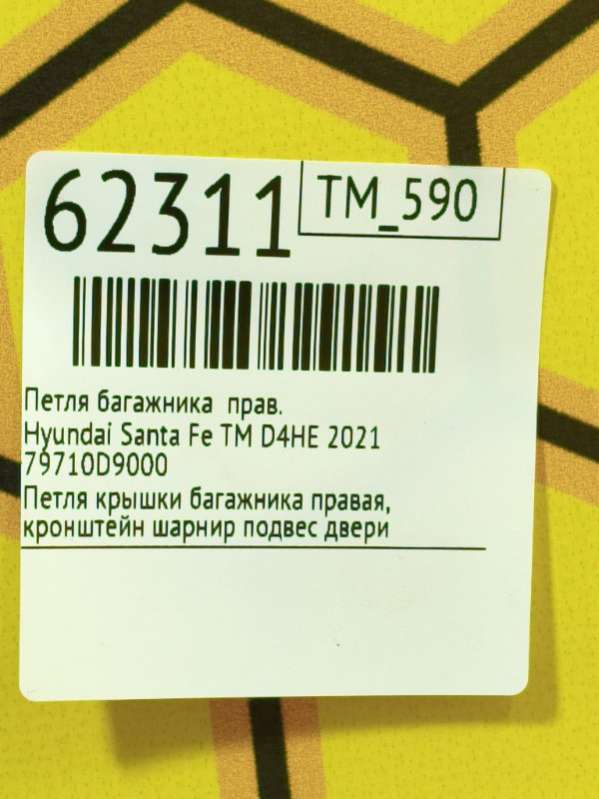 62311
TM_590
Петля багажника прав.
Hyundai Santa Fe TM D4HE 2021
79710D9000
Петля крышки багажника правая,
кронштейн шарнир подвес двери